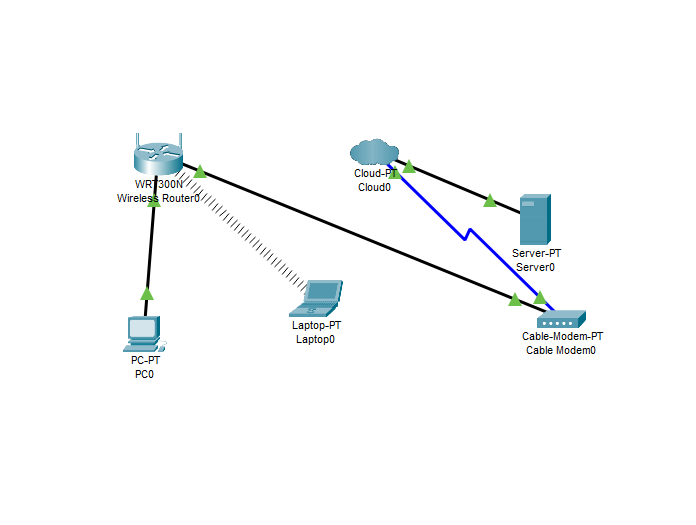 WRT300N
Wireless Router0
Cloud-PT
Cloud0
Server-PT
Server0
Laptop-PT
Laptop0
Cable-Modem-PT
Cable Modem0
PC-PT
PC0